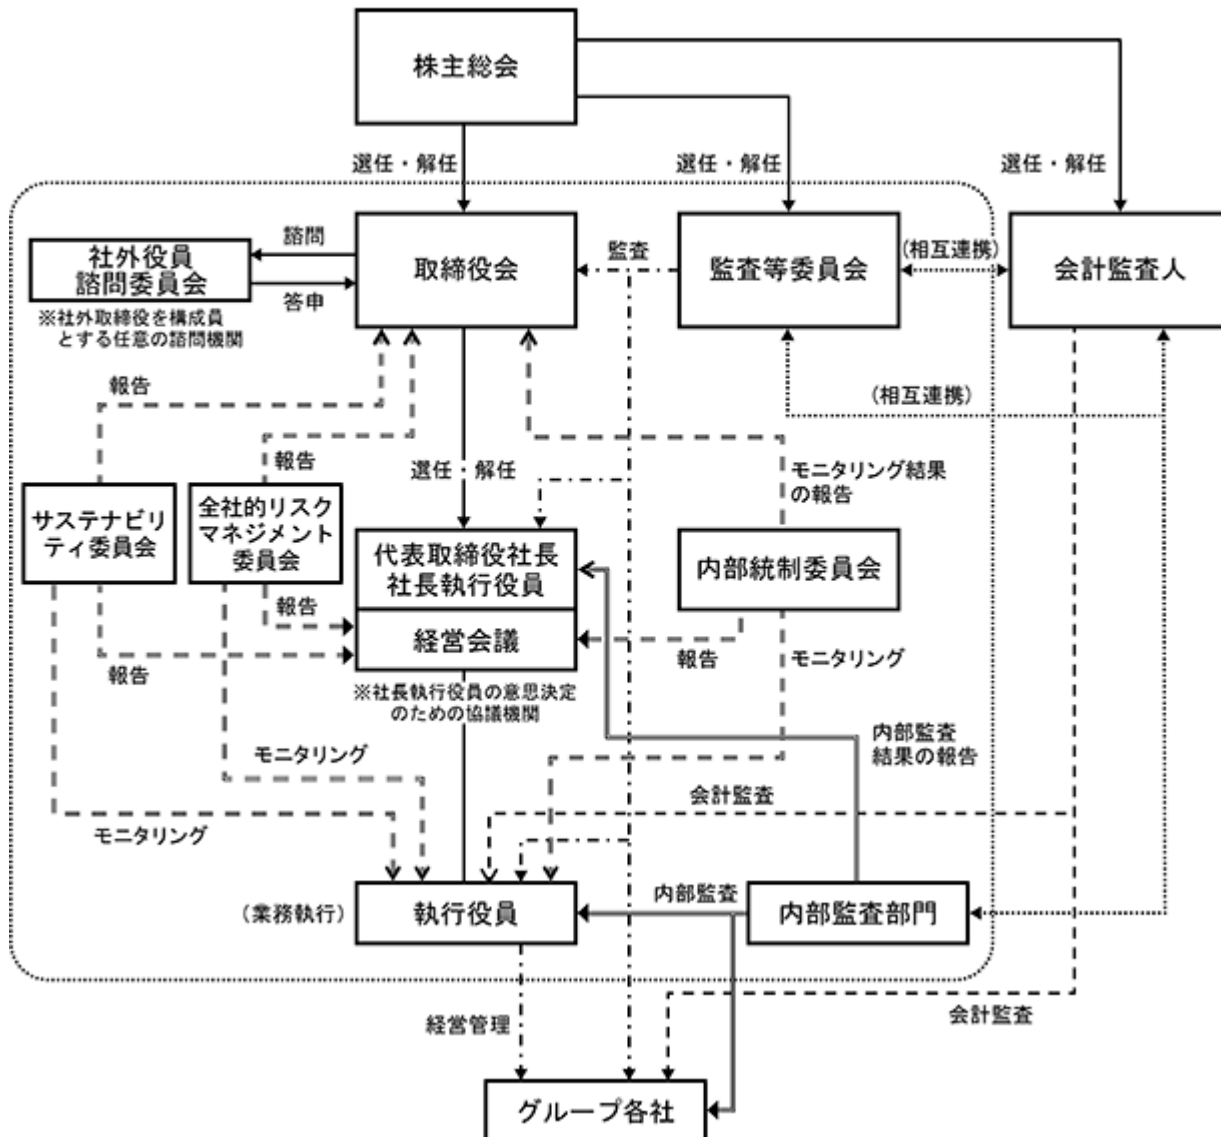 株主総会
選任・解任
選任・解任
選任・解任
社外役員
諮問委員会
諮問
答申
取締役会
監査
監査等委員会
(相互連携)
会計監査人
※社外取締役を構成員
とする任意の諮問機関
報告
(相互連携)
報告
選任・解任
モニタリング結果
の報告
サステナビリ
ティ委員会
全社的リスク
マネジメント
委員会
代表取締役社長
社長執行役員
内部統制委員会
報告
経営会議
報告
報告
モニタリング
※社長執行役員の意思決定
のための協議機関
内部監査
結果の報告
モニタリング
会計監査
モニタリング
内部監査
(業務執行)
執行役員
内部監査部門
経営管理
会計監査
グループ各社